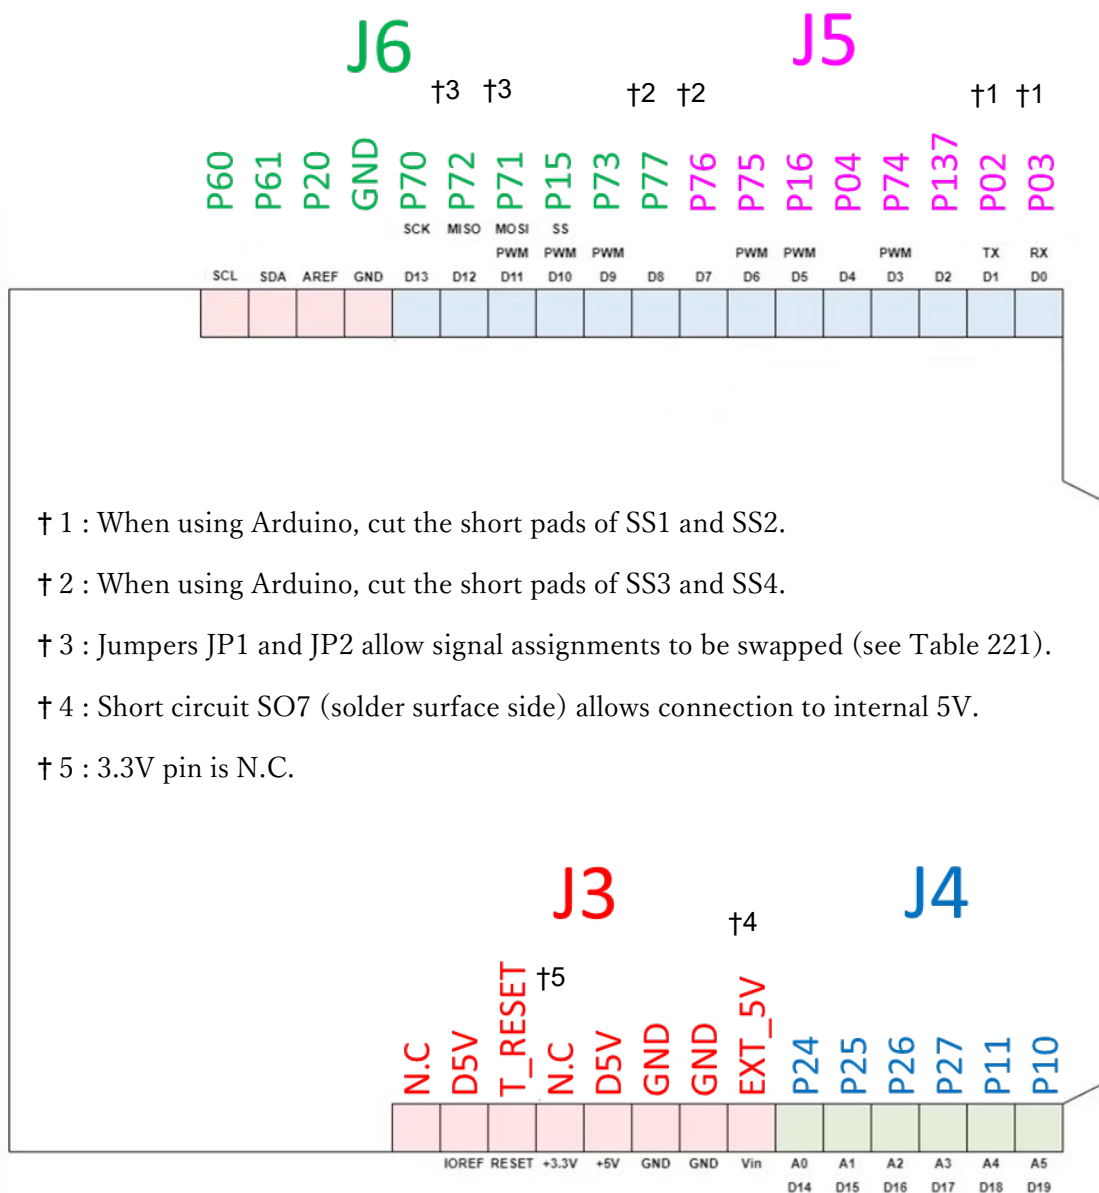 J6 J5
†3 †3 †2 †2 †1 †1
P60 P61 P20 GND P70 P72 P71 P15 P73 P77 P76 P75 P16 P04 P74 P137 P02 P03
SCK MISO MOSI SS
PWM PWM PWM PWM PWM PWM TX RX
SCL SDA AREF GND D13 D12 D11 D10 D9 D8 D7 D6 D5 D4 D3 D2 D1 D0
†1 : When using Arduino, cut the short pads of SS1 and SS2.
†2 : When using Arduino, cut the short pads of SS3 and SS4.
†3 : Jumpers JP1 and JP2 allow signal assignments to be swapped (see Table 221).
†4 : Short circuit SO7 (solder surface side) allows connection to internal 5V.
†5 : 3.3V pin is N.C.
J3 J4
†4
†5
N.C D5V T_RESET N.C D5V GND GND EXT_5V P24 P25 P26 P27 P11 P10
IOREF RESET +3.3V +5V GND GND Vin A0 A1 A2 A3 A4 A5
D14 D15 D16 D17 D18 D19